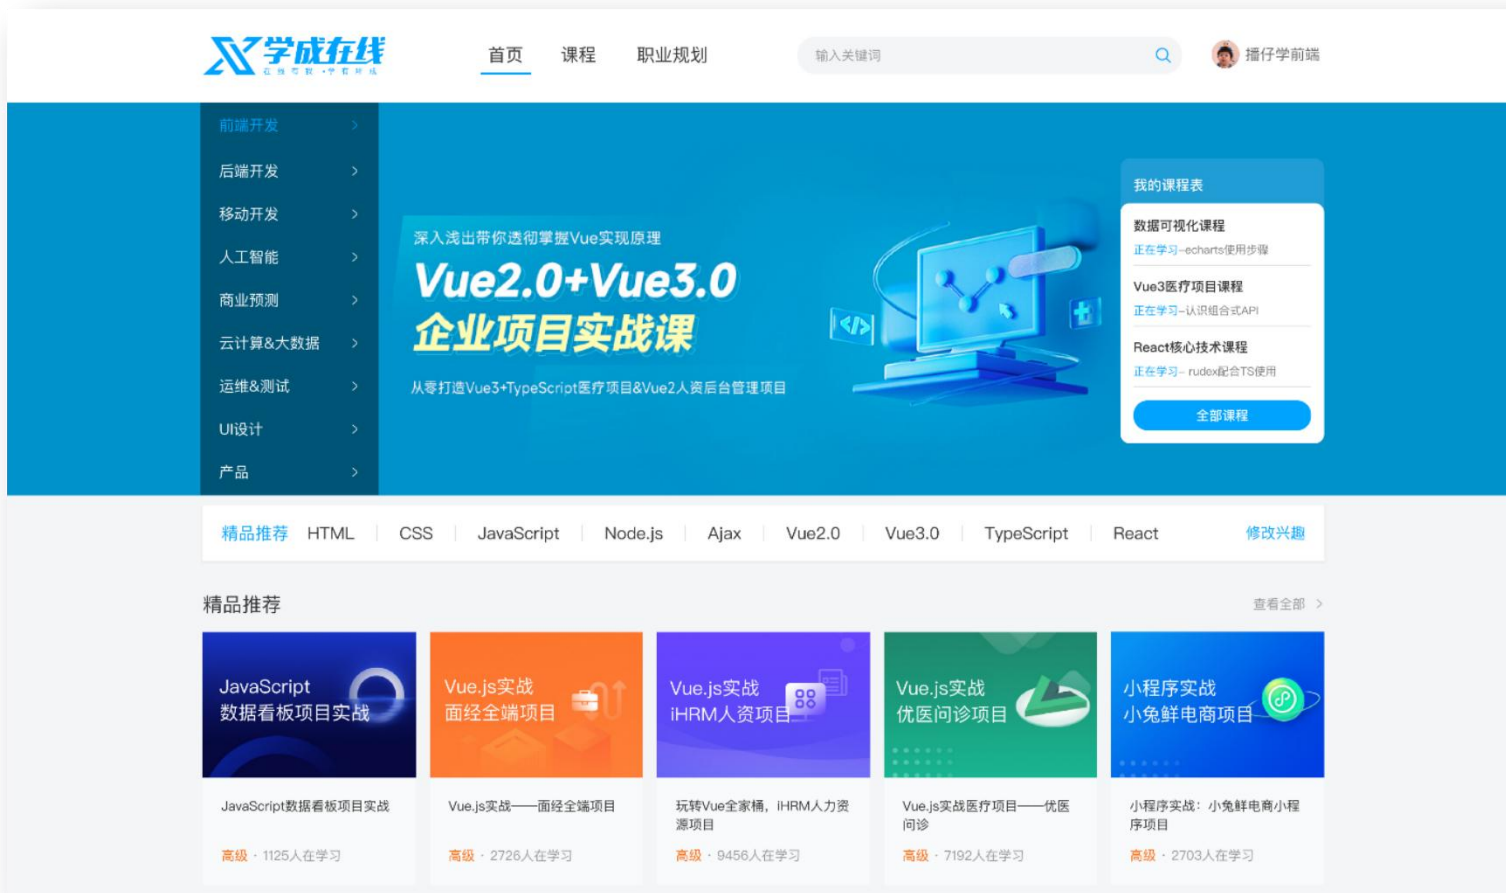 学成在线
首页 课程 职业规划
输入关键词
播仔学前端
前端开发
后端开发
移动开发
人工智能
商业预测
云计算&大数据
运维&测试
UI设计
产品
深入浅出带你透彻掌握Vue实现原理
Vue2.0+Vue3.0
企业项目实战课
从零打造Vue3+TypeScript医疗项目&Vue2人资后台管理项目
我的课程表
数据可视化课程
正在学习-echarts使用步骤
Vue3医疗项目课程
正在学习-认识组合式API
React核心技术课程
正在学习- rudex配合TS使用
全部课程
精品推荐 HTML CSS JavaScript Node.js Ajax Vue2.0 Vue3.0 TypeScript React 修改兴趣
精品推荐
查看全部
JavaScript
数据看板项目实战
JavaScript数据看板项目实战
高级 · 1125人在学习
Vue.js实战
面经全端项目
Vue.js实战——面经全端项目
高级 · 2726人在学习
Vue.js实战
iHRM人资项目
玩转Vue全家桶，iHRM人力资
源项目
高级 · 9456人在学习
Vue.js实战
优医问诊项目
Vue.js实战医疗项目——优医
问诊
高级 · 7192人在学习
小程序实战
小兔鲜电商项目
小程序实战：小兔鲜电商小程
序项目
高级 · 2703人在学习